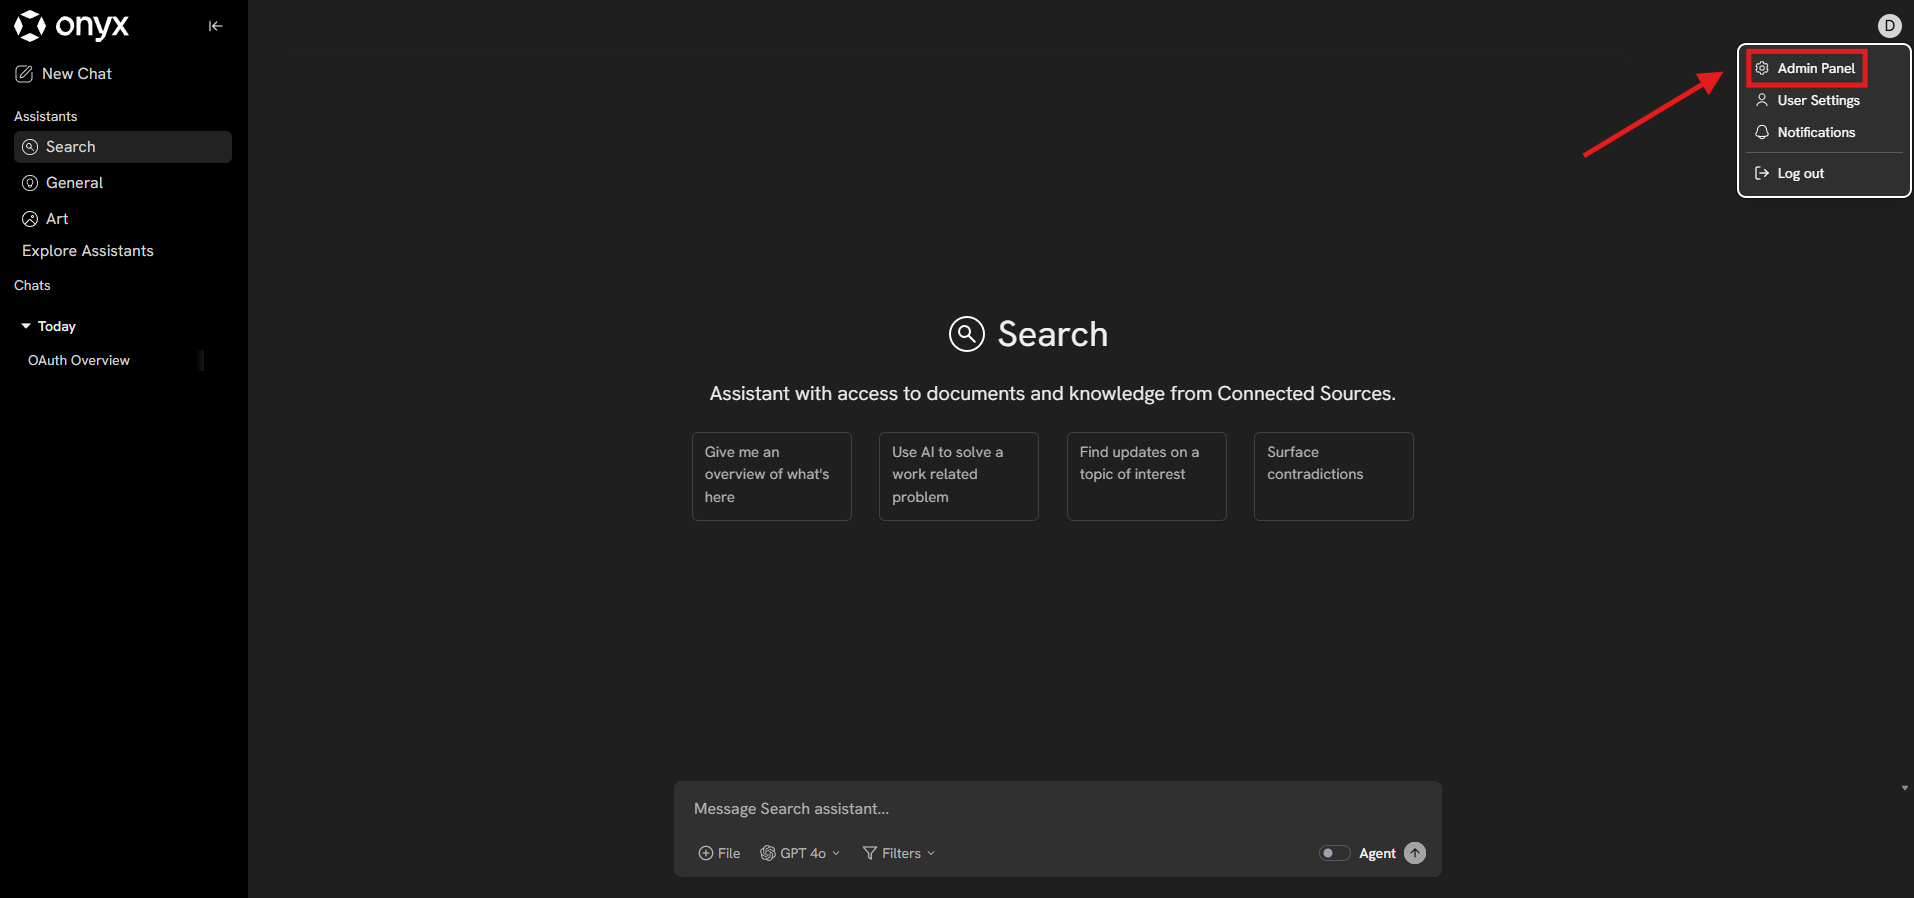 onyx
New Chat
Assistants
Search
General
Art
Explore Assistants
Chats
Today
OAuth Overview
D
Admin Panel
User Settings
Notifications
Log out
Search
Assistant with access to documents and knowledge from Connected Sources.
Give me an
overview of what's
here
Use AI to solve a
work related
problem
Find updates on a
topic of interest
Surface
contradictions
Message Search assistant...
File
GPT 4o
Filters
Agent